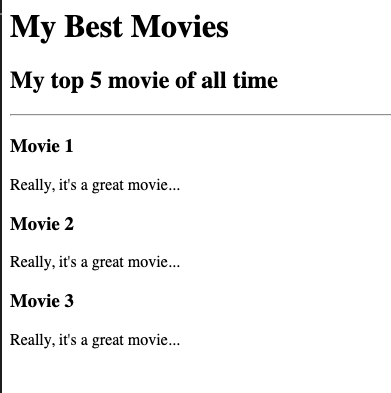 My Best Movies
My top 5 movie of all time
Movie 1
Really, it's a great movie...
Movie 2
Really, it's a great movie...
Movie 3
Really, it's a great movie...